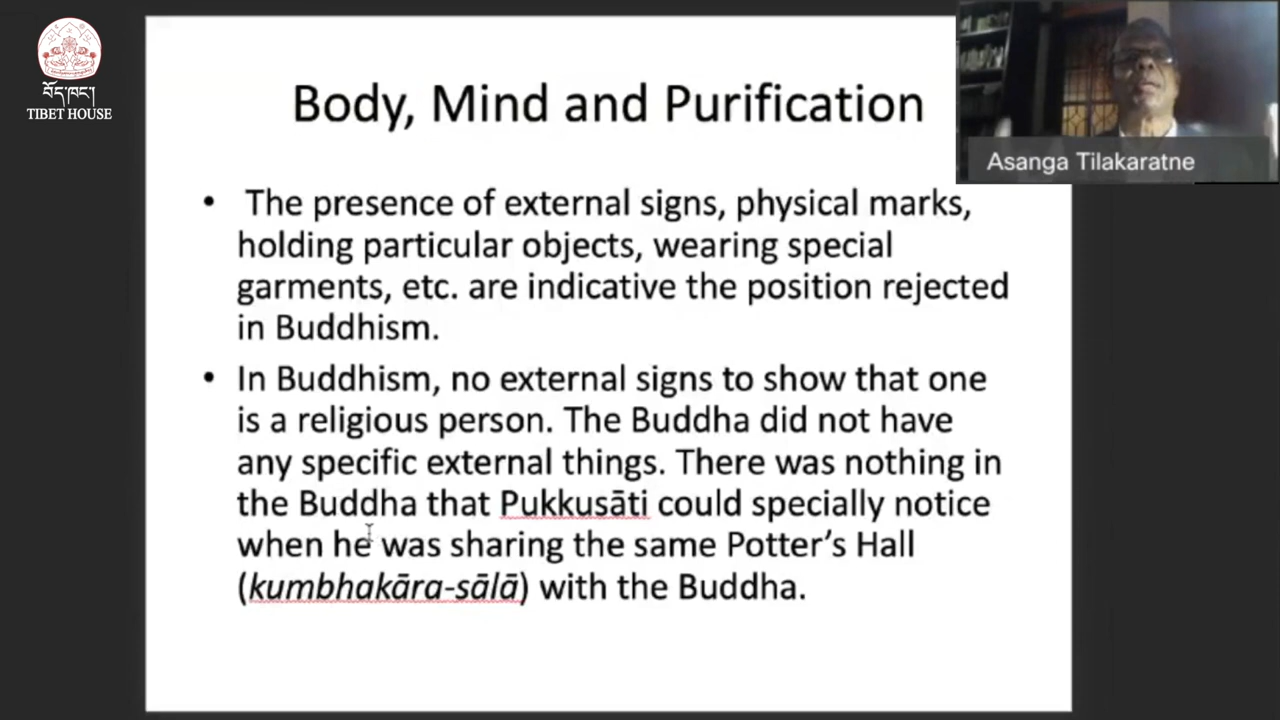 བོད་ཁང།
TIBET HOUSE
Body, Mind and Purification
Asanga Tilakaratne
• The presence of external signs, physical marks,
holding particular objects, wearing special
garments, etc. are indicative the position rejected
in Buddhism.
• In Buddhism, no external signs to show that one
is a religious person. The Buddha did not have
any specific external things. There was nothing in
the Buddha that Pukkusāti could specially notice
when he was sharing the same Potter’s Hall
(kumbhakāra-sālā) with the Buddha.